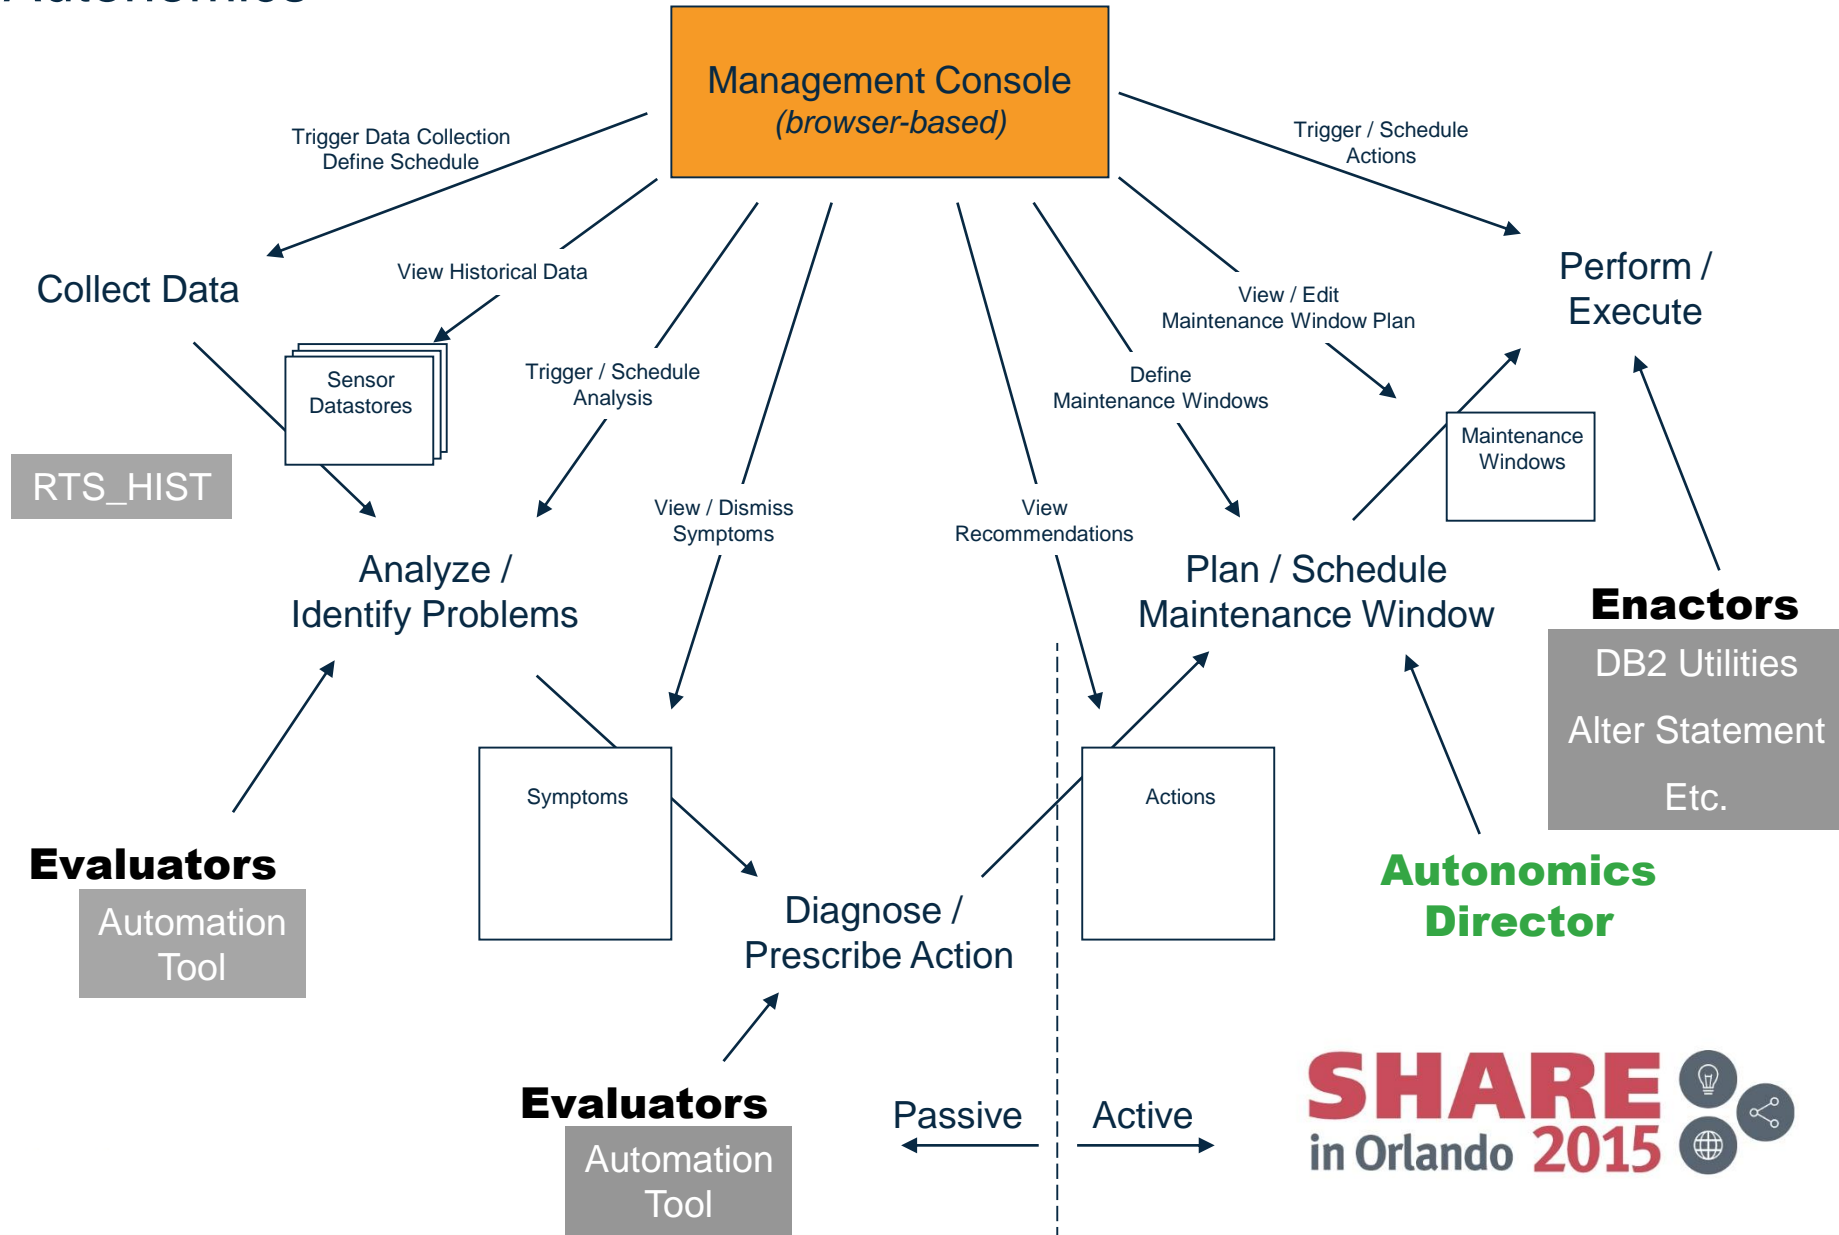 Autonomics
Management Console
(browser-based)
Trigger Data Collection
Define Schedule
Trigger / Schedule
Actions
Collect Data
View Historical Data
View / Edit
Maintenance Window Plan
Perform /
Execute
Sensor
Datastores
Trigger / Schedule
Analysis
Define
Maintenance Windows
Maintenance
Windows
RTS_HIST
View / Dismiss
Symptoms
View
Recommendations
Analyze /
Identify Problems
Plan / Schedule
Maintenance Window
Enactors
DB2 Utilities
Alter Statement
Etc.
Symptoms
Actions
Evaluators
Automation
Tool
Diagnose /
Prescribe Action
Autonomics
Director
Evaluators
Automation
Tool
Passive
Active
SHARE
in Orlando 2015